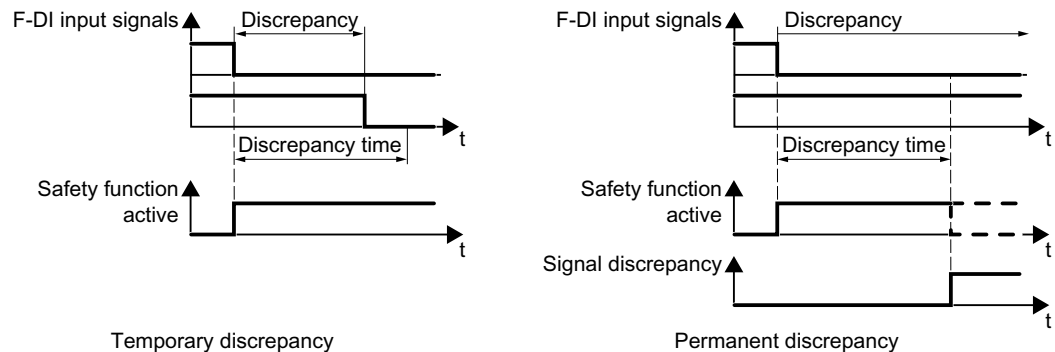 F-DI input signals
Discrepancy
t
Discrepancy time
Safety function
active
t
Temporary discrepancy
F-DI input signals
Discrepancy
t
Discrepancy time
Safety function
active
t
Signal discrepancy
t
Permanent discrepancy